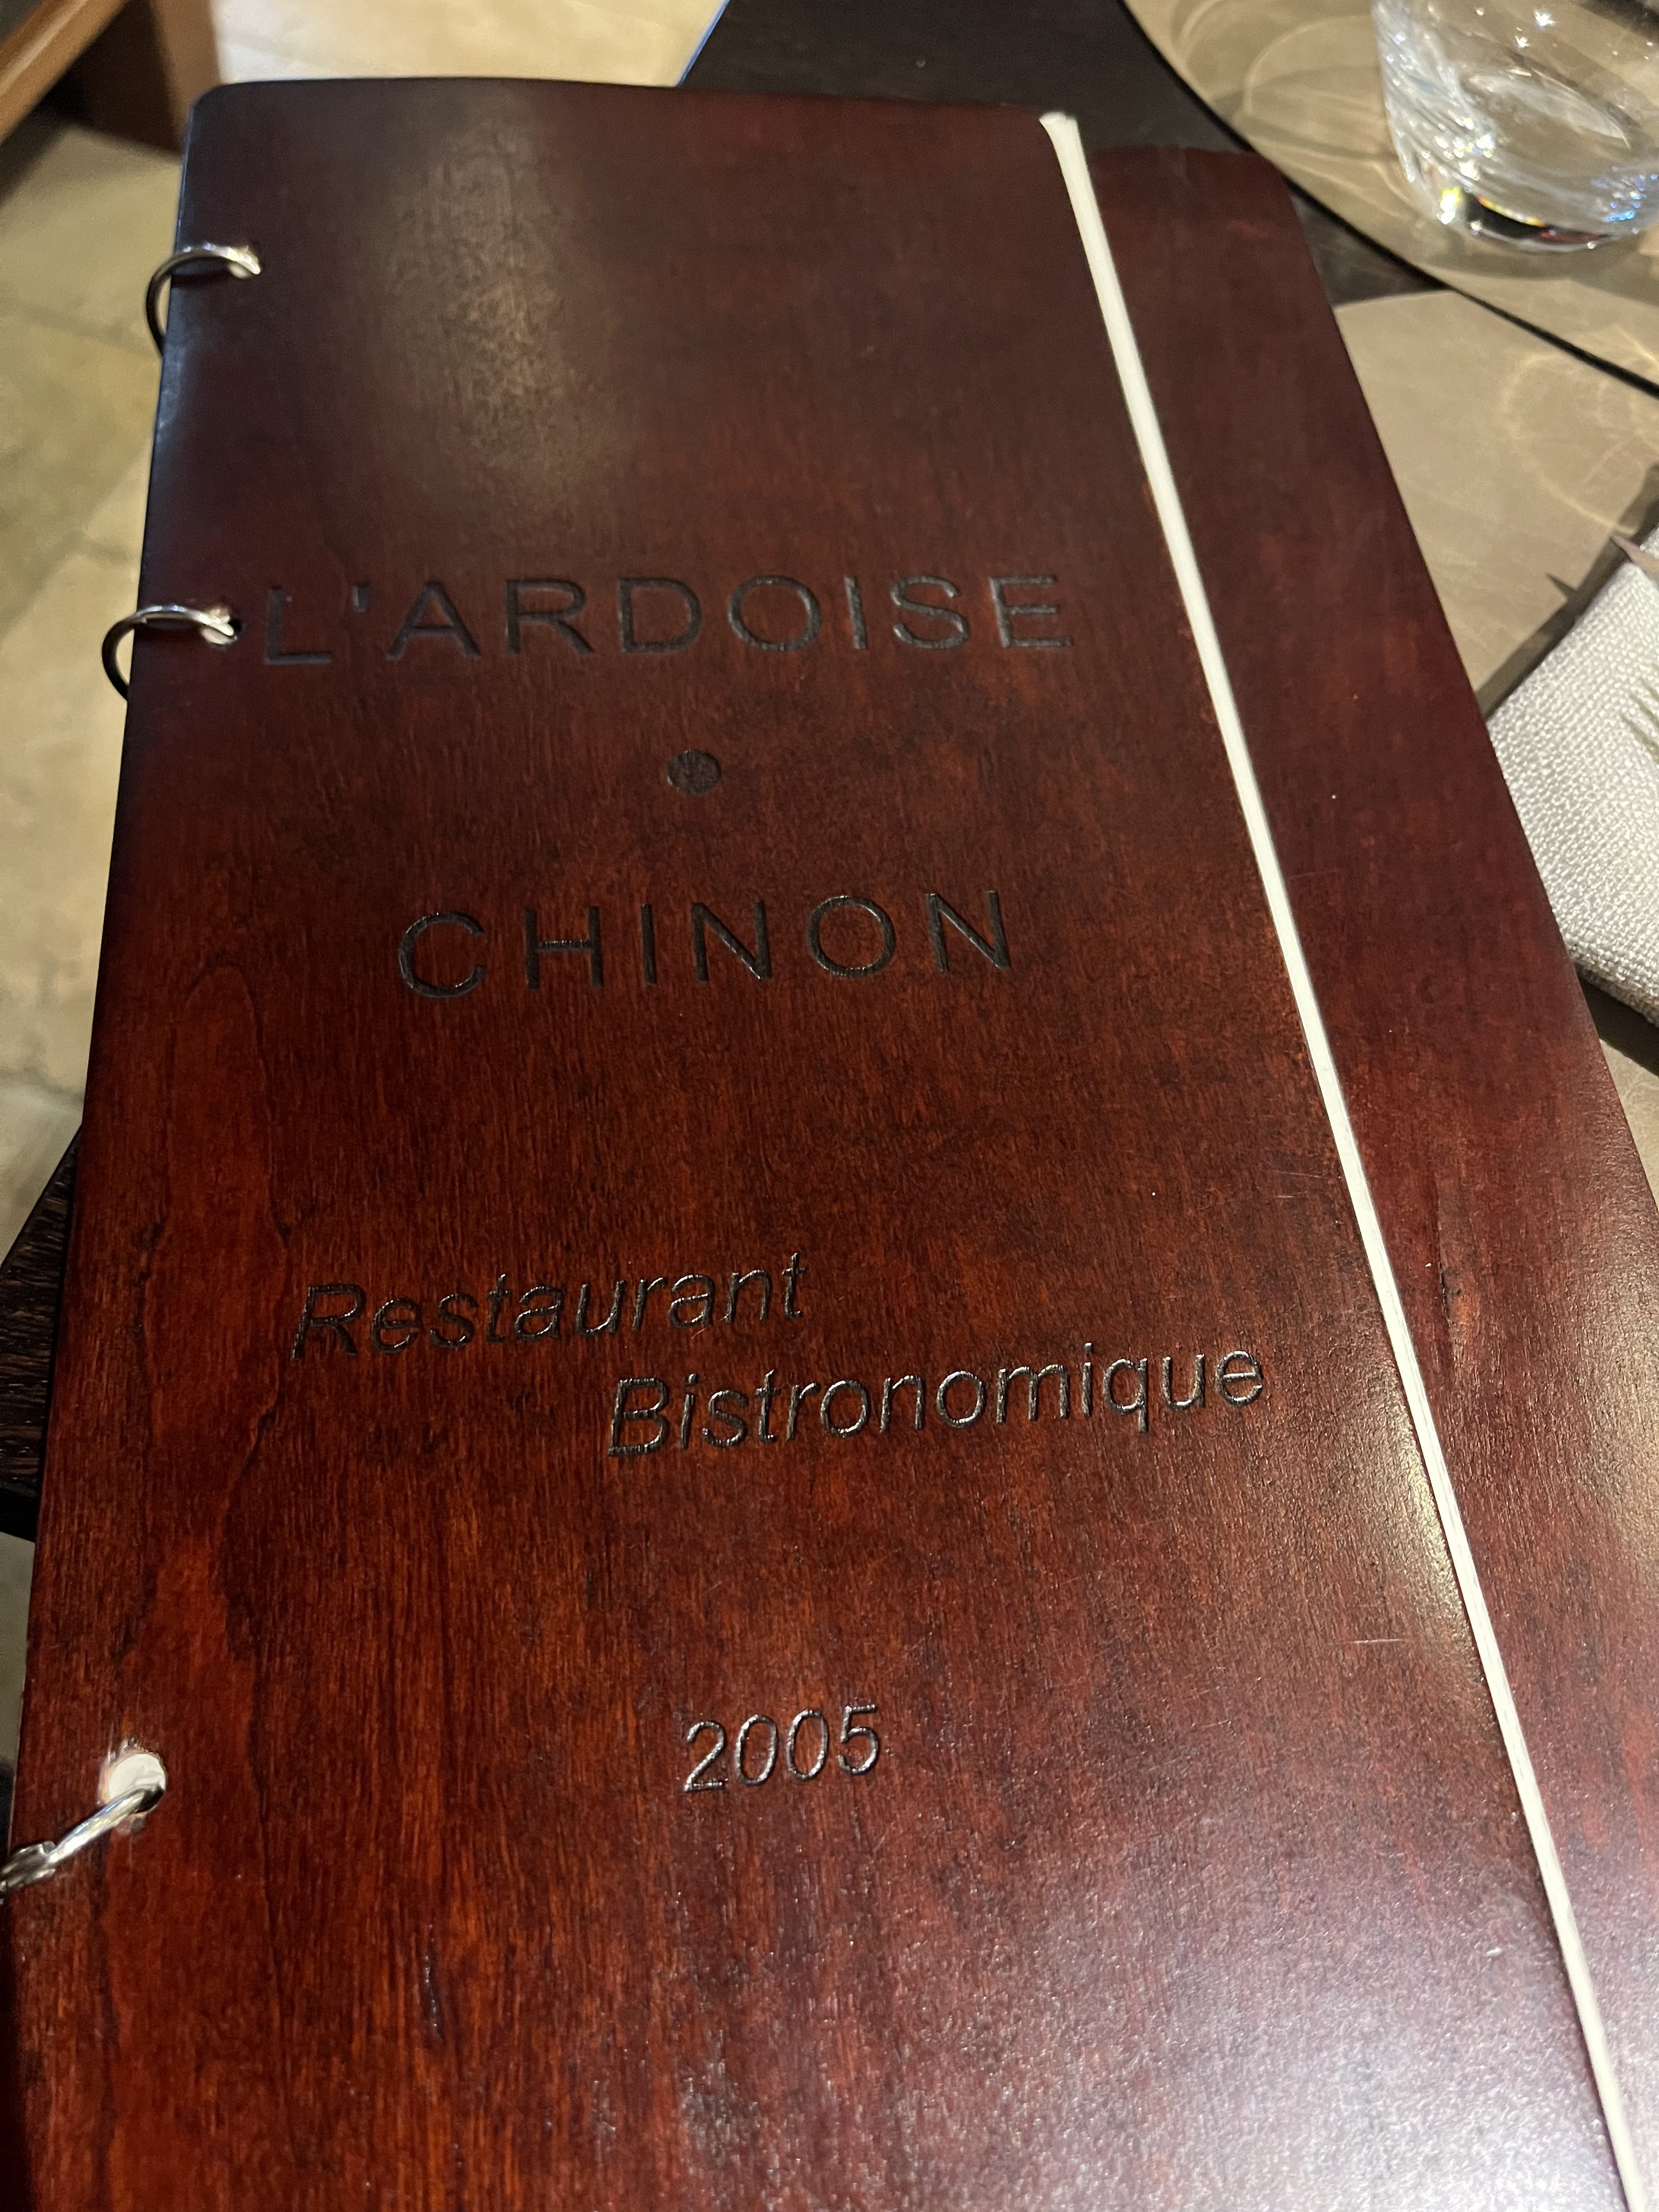 L'ARDOISE
•
CHINON
Restaurant
Bistronomique
2005